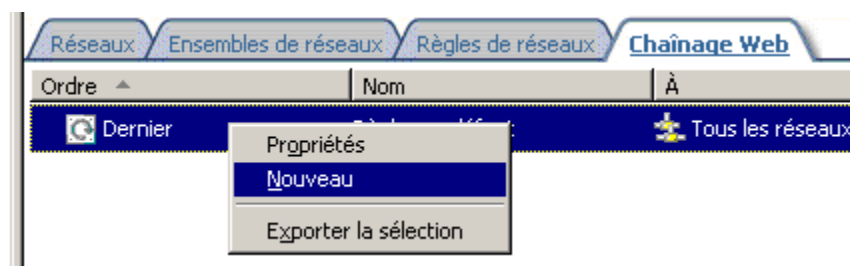 Réseaux Ensembles de réseaux Règles de réseaux Chaînage Web
Ordre Nom À
Dernier Tous les réseaux
Propriétés
Nouveau
Exporter la sélection